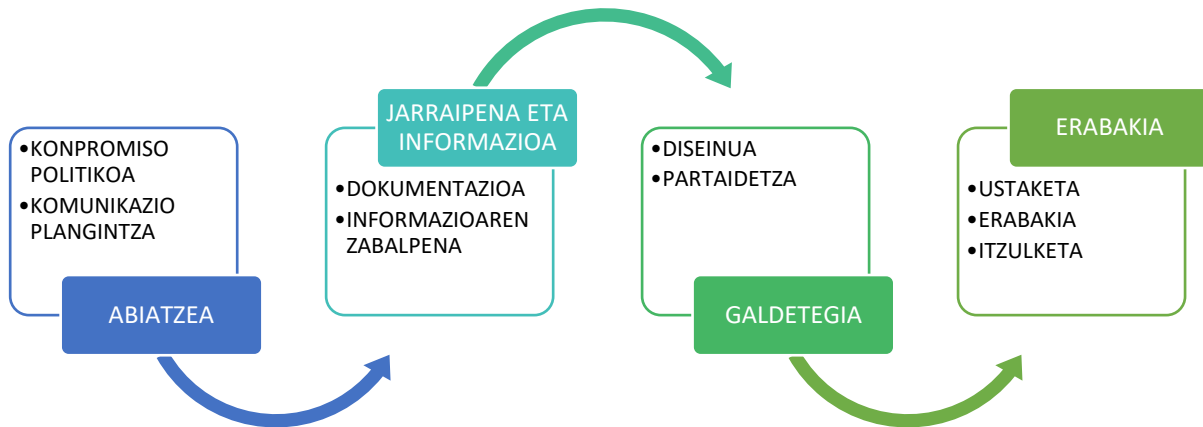 •KONPROMISO
POLITIKOA
•KOMUNIKAZIO
PLANGINTZA
ABIATZEA
JARRAIPENA ETA
INFORMAZIOA
•DOKUMENTAZIOA
•INFORMAZIOAREN
ZABALPENA
•DISEINUA
•PARTAIDETZA
GALDETEGIA
ERABAKIA
•USTAKETA
•ERABAKIA
•ITZULKETA